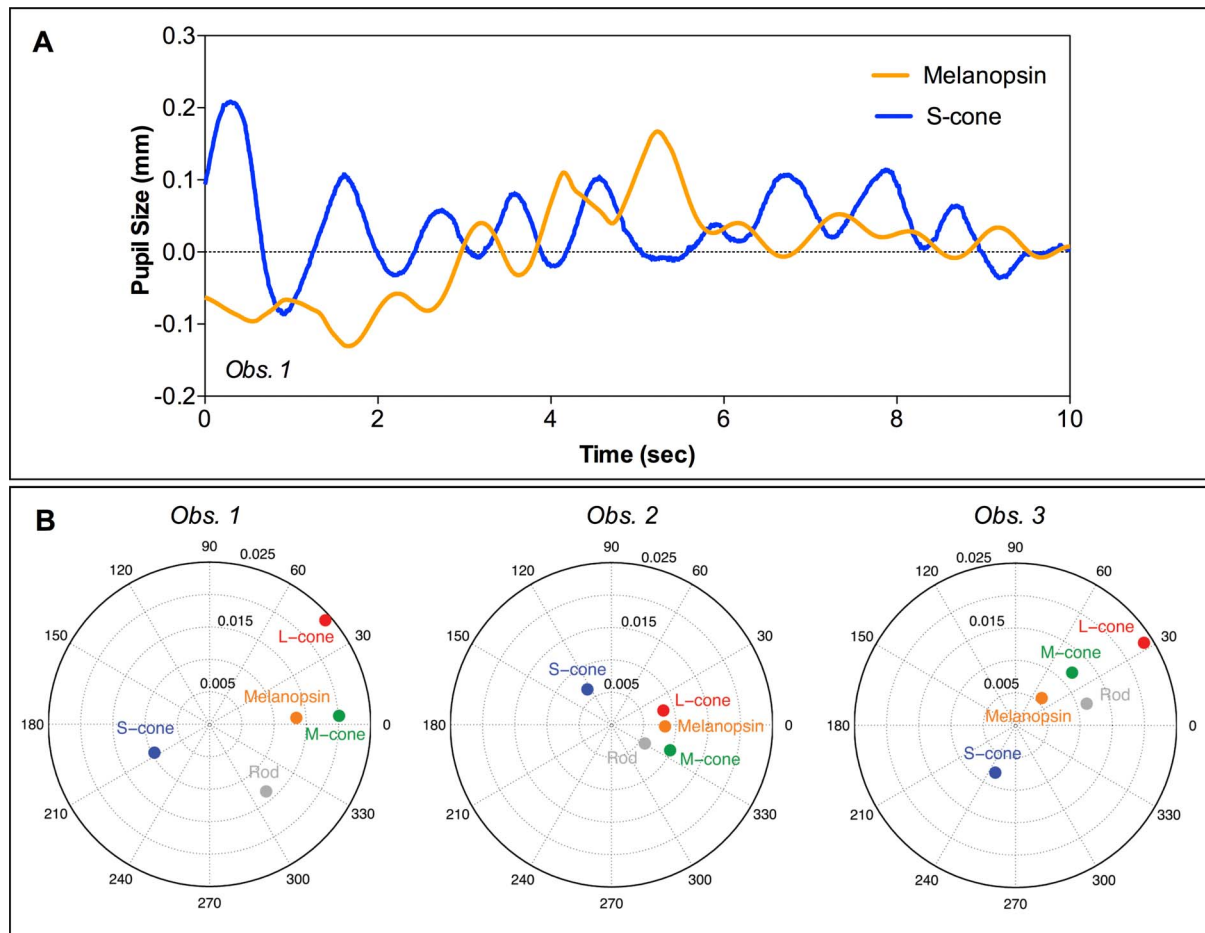 A
0.3
0.2
0.1
0.0
-0.1
-0.2
Pupil Size (mm)
Melanopsin
S-cone
Obs. 1
0 2 4 6 8 10
Time (sec)
B
Obs. 1
90
120 0.025 60
150 0.015 30
L-cone
0.005
Melanopsin
180 S-cone 0
M-cone
Rod
210 330
240 300
270
Obs. 2
90
120 0.025 60
150 0.015 30
S-cone
0.005
L-cone
180 Melanopsin 0
Rod
M-cone
210 330
240 300
270
Obs. 3
90
120 0.025 60
150 0.015 L-cone 30
M-cone
0.005
Rod
Melanopsin
180 0
S-cone
210 330
240 300
270